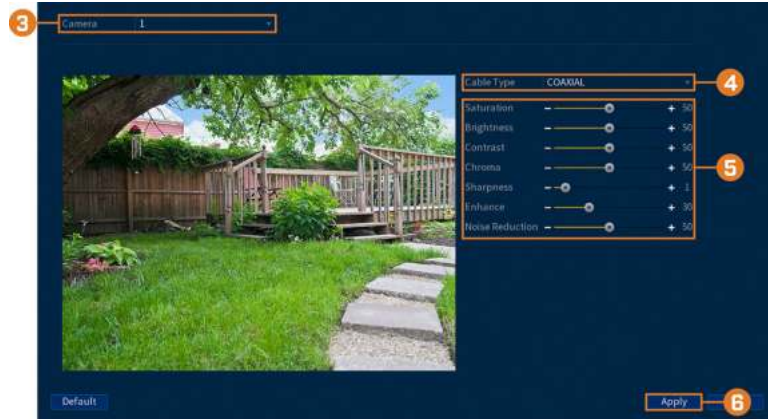 3 Camera 1
Cable Type COAXIAL 4
Saturation - + 50
Brightness - + 50
Contrast - + 50
Chroma - + 50 5
Sharpness - + 1
Enhance - + 30
Noise Reduction - + 50
Default Apply 6